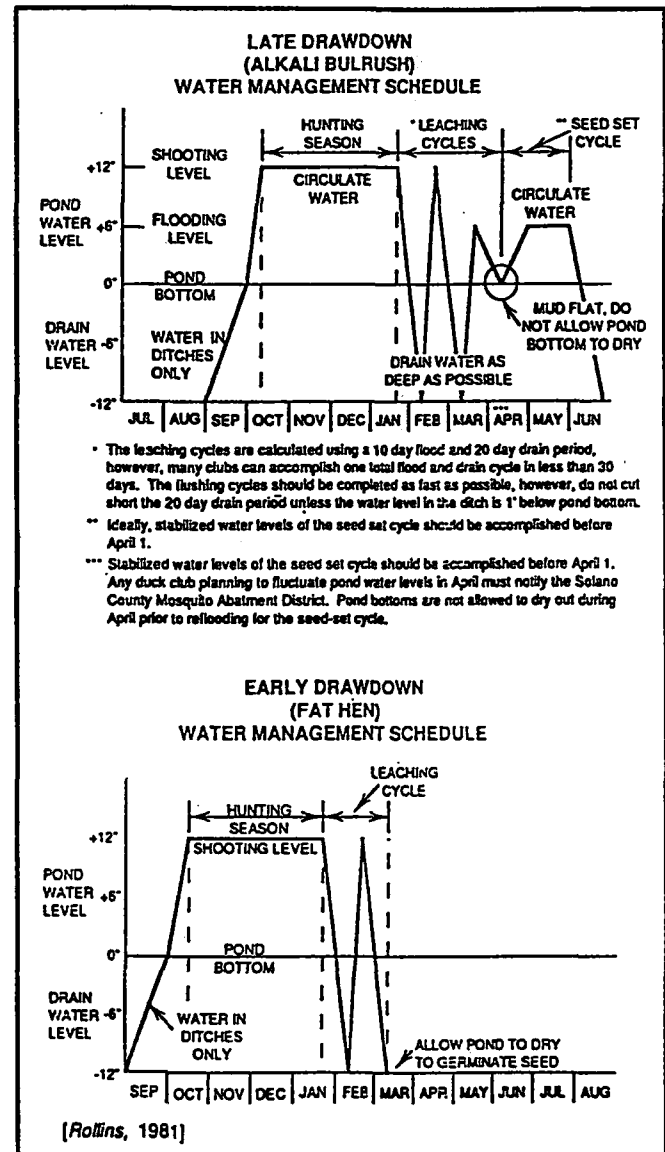 LATE DRAWDOWN
(ALKALI BULRUSH)
WATER MANAGEMENT SCHEDULE
HUNTING
SEASON
* LEACHING
CYCLES
** SEED SET
CYCLE
+12"
SHOOTING
LEVEL
CIRCULATE
WATER
CIRCULATE
WATER
POND
WATER
LEVEL
+6"
FLOODING
LEVEL
0"
POND
BOTTOM
MUD FLAT, DO
NOT ALLOW POND
BOTTOM TO DRY
DRAIN
WATER
LEVEL
-6"
WATER IN
DITCHES
ONLY
DRAIN WATER AS
DEEP AS POSSIBLE
-12"
***
JUL AUG SEP OCT NOV DEC JAN FEB MAR APR MAY JUN
* The leaching cycles are calculated using a 10 day flood and 20 day drain period,
however, many clubs can accomplish one total flood and drain cycle in less than 30
days. The flushing cycles should be completed as fast as possible, however, do not cut
short the 20 day drain period unless the water level in the ditch is 1' below pond bottom.
** Ideally, stabilized water levels of the seed set cycle should be accomplished before
April 1.
*** Stabilized water levels of the seed set cycle should be accomplished before April 1.
Any duck club planning to fluctuate pond water levels in April must notify the Solano
County Mosquito Abatment District. Pond bottoms are not allowed to dry out during
April prior to reflooding for the seed-set cycle.
EARLY DRAWDOWN
(FAT HEN)
WATER MANAGEMENT SCHEDULE
LEACHING
CYCLE
HUNTING
SEASON
+12"
SHOOTING LEVEL
POND
WATER
LEVEL
+6"
0"
POND
BOTTOM
DRAIN
WATER
LEVEL
-6"
WATER IN
DITCHES
ONLY
ALLOW POND TO DRY
TO GERMINATE SEED
-12"
SEP OCT NOV DEC JAN FEB MAR APR MAY JUN JUL AUG
[Rollins, 1981]